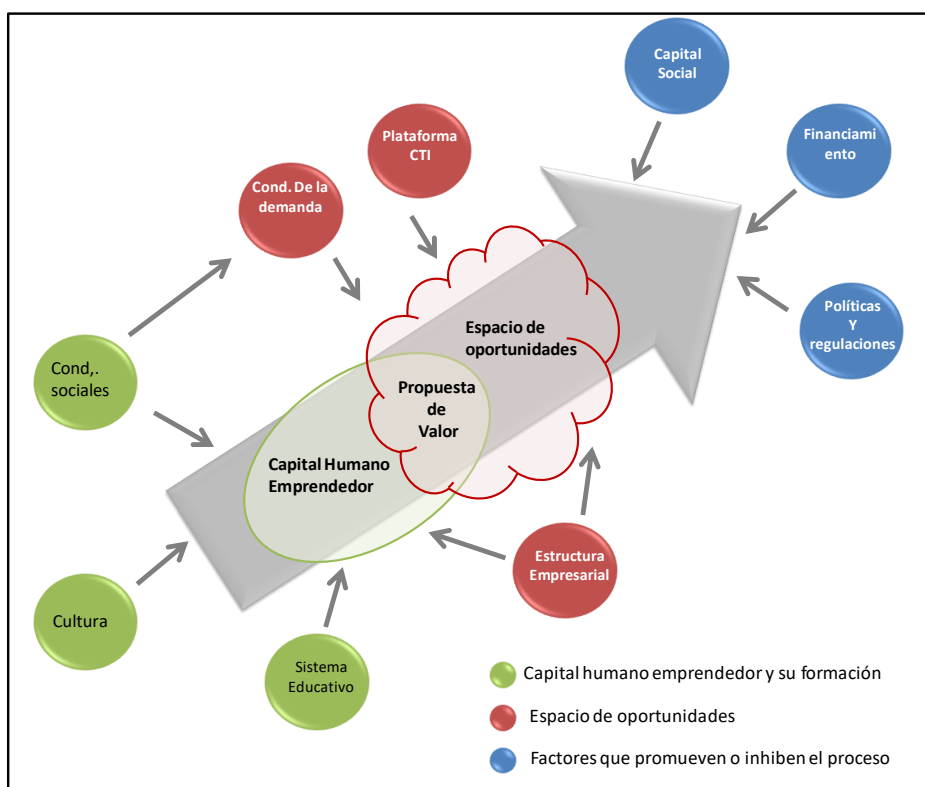 Capital
Social
Plataforma
CTI
Financiami
ento
Cond. De la
demanda
Políticas
Y
regulaciones
Espacio de
oportunidades
Cond,.
sociales
Propuesta
de
Valor
Capital Humano
Emprendedor
Estructura
Empresarial
Cultura
Sistema
Educativo
Capital humano emprendedor y su formación
Espacio de oportunidades
Factores que promueven o inhiben el proceso